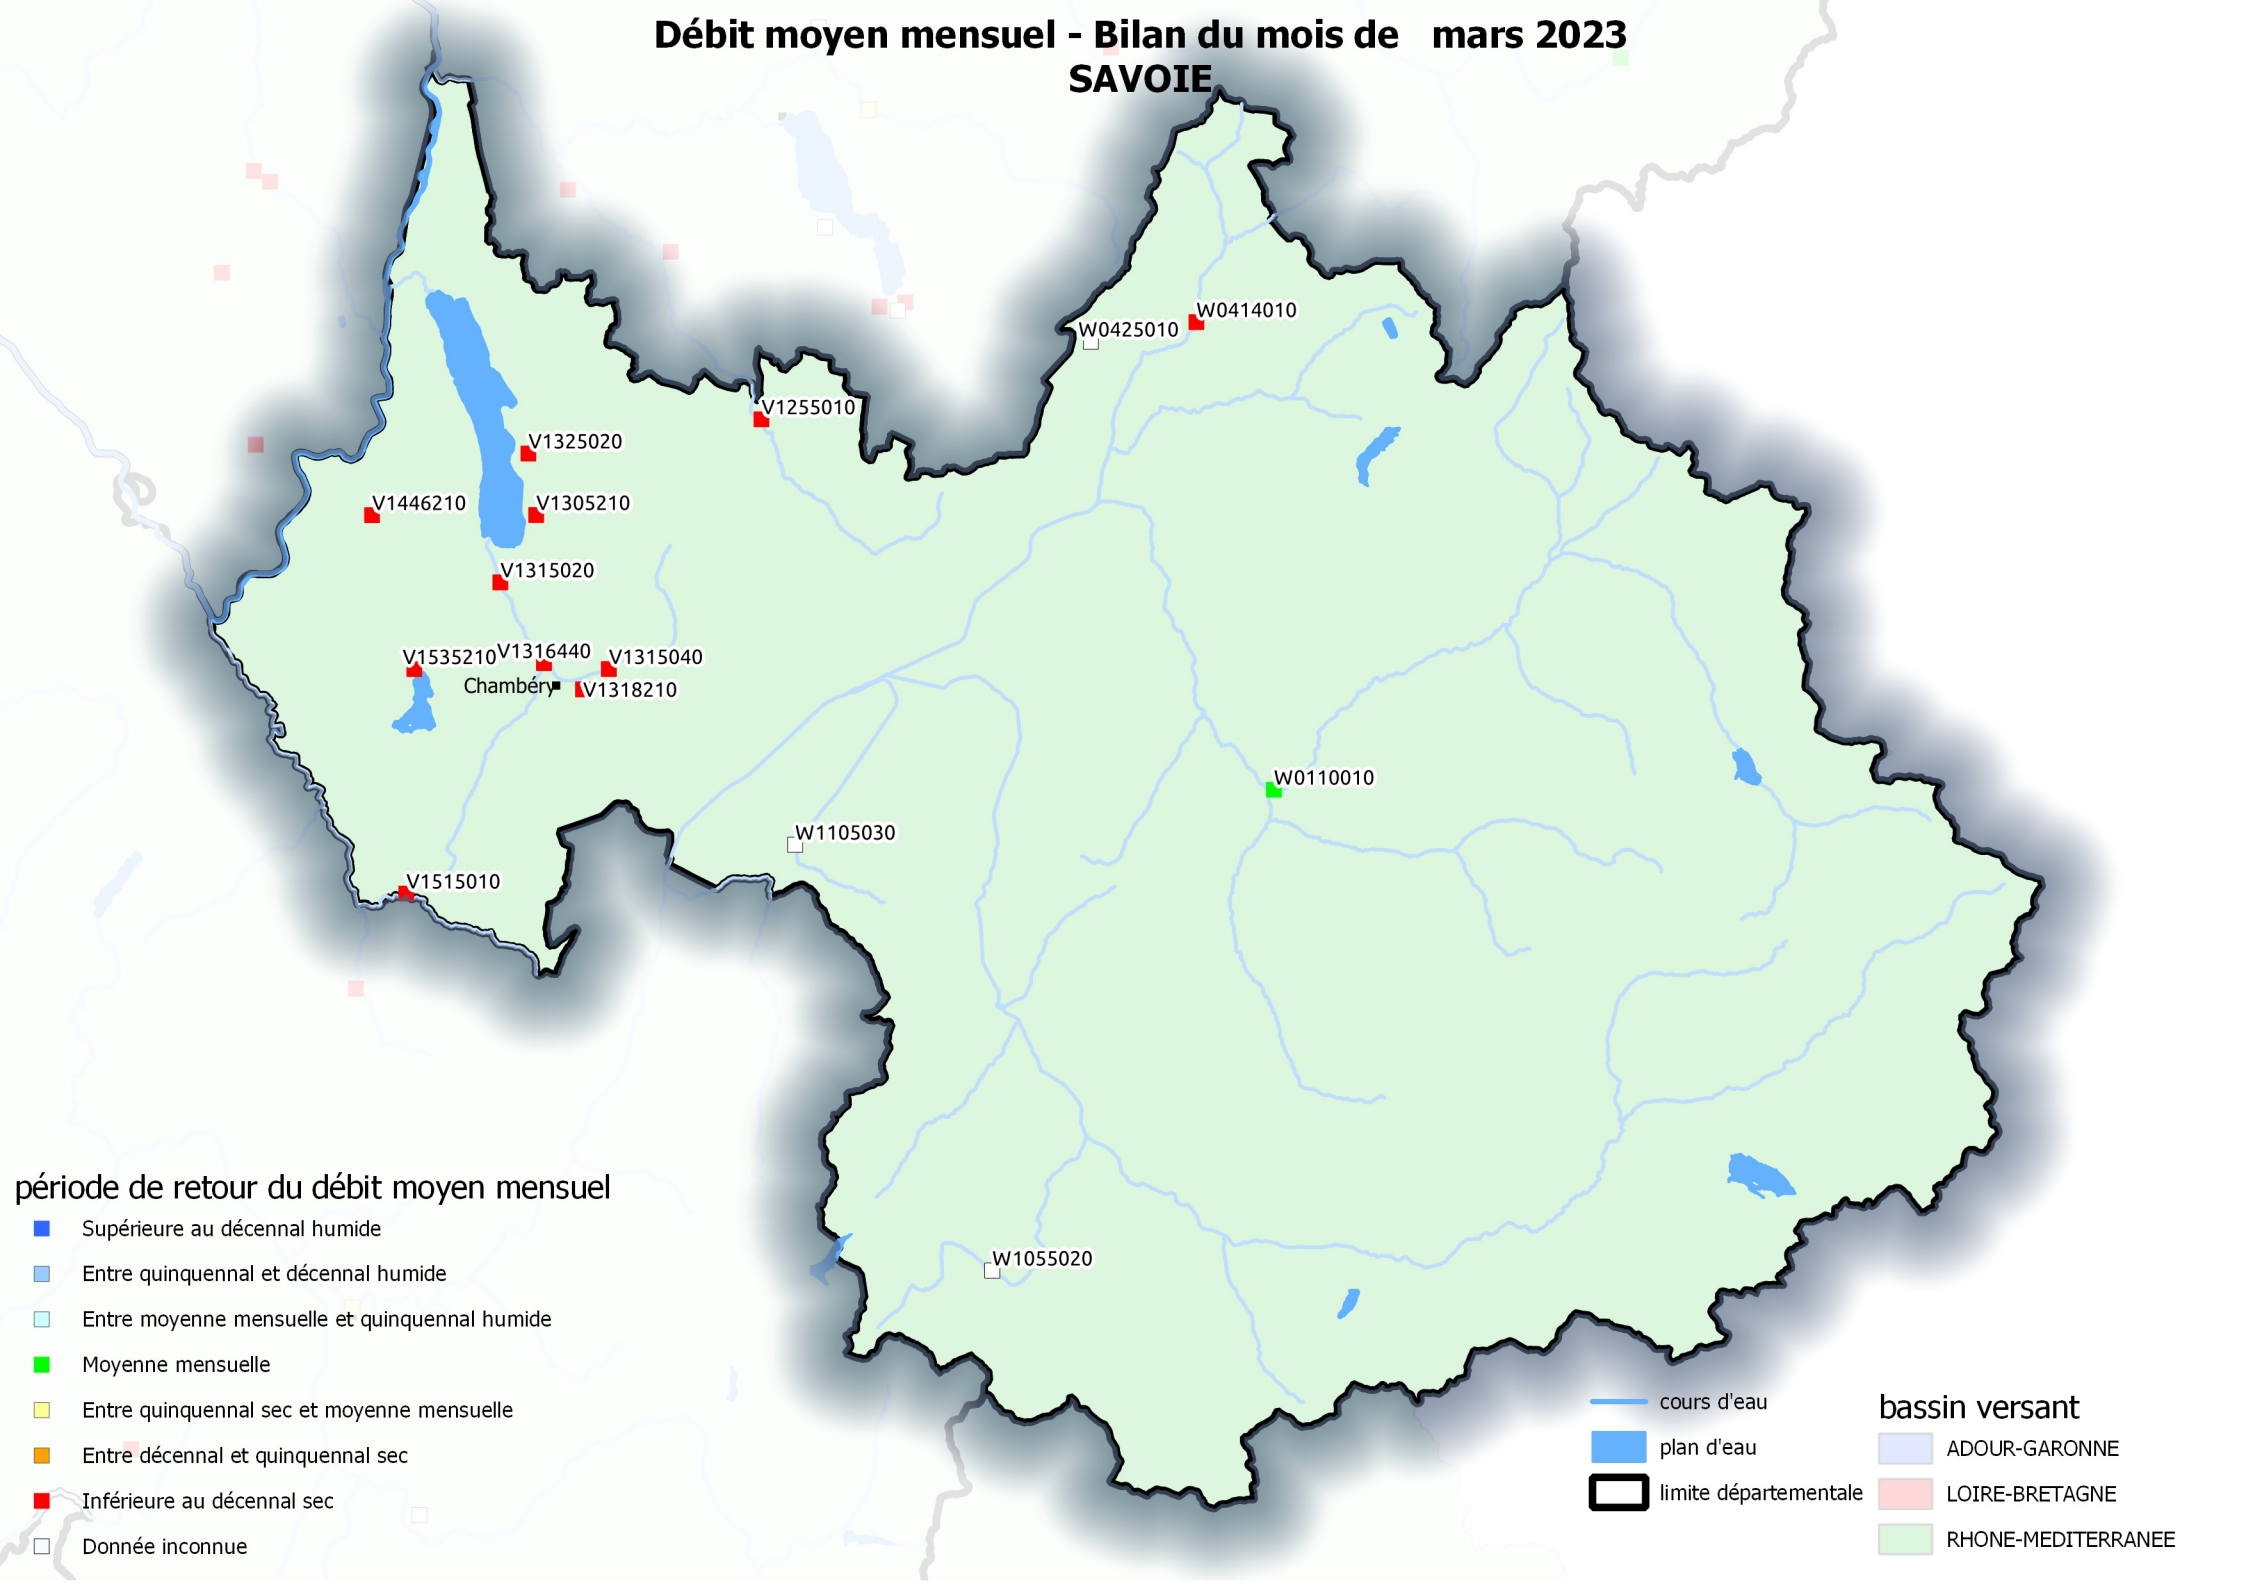 Débit moyen mensuel - Bilan du mois de mars 2023
SAVOIE
W0414010
W0425010
V1255010
V1325020
V1446210
V1305210
V1315020
V1535210
V1316440
V1315040
Chambéry
V1318210
W0110010
W1105030
V1515010
W1055020
période de retour du débit moyen mensuel
Supérieure au décennal humide
Entre quinquennal et décennal humide
Entre moyenne mensuelle et quinquennal humide
Moyenne mensuelle
Entre quinquennal sec et moyenne mensuelle
Entre décennal et quinquennal sec
Inférieure au décennal sec
Donnée inconnue
cours d'eau
plan d'eau
limite départementale
bassin versant
ADOUR-GARONNE
LOIRE-BRETAGNE
RHONE-MEDITERRANEE